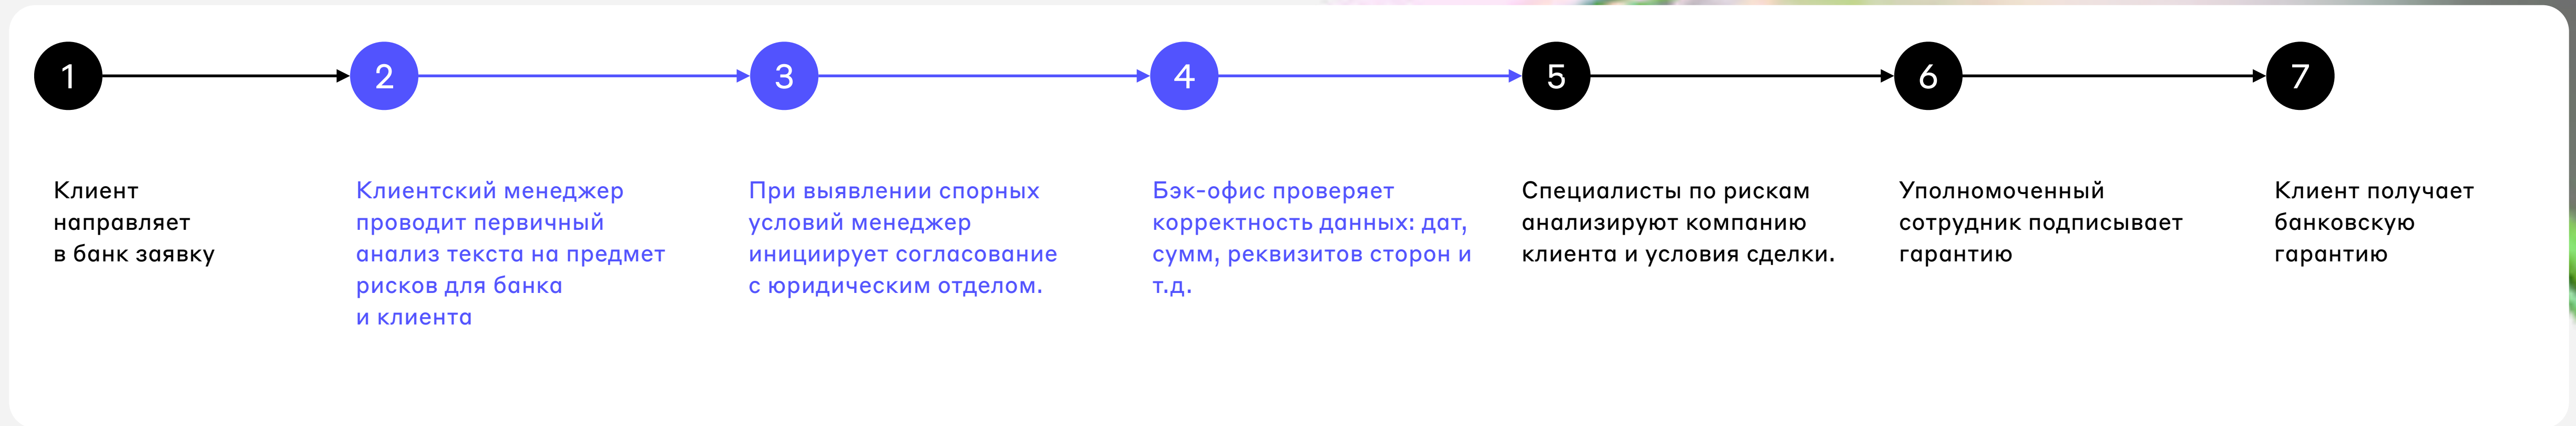 1
2
3
4
5
6
7
Клиент
направляет
в банк заявку
Клиентский менеджер
проводит первичный
анализ текста на предмет
рисков для банка
и клиента
При выявлении спорных
условий менеджер
инициирует согласование
с юридическим отделом.
Бэк-офис проверяет
корректность данных: дат,
сумм, реквизитов сторон и
т.д.
Специалисты по рискам
анализируют компанию
клиента и условия сделки.
Уполномоченный
сотрудник подписывает
гарантию
Клиент получает
банковскую
гарантию